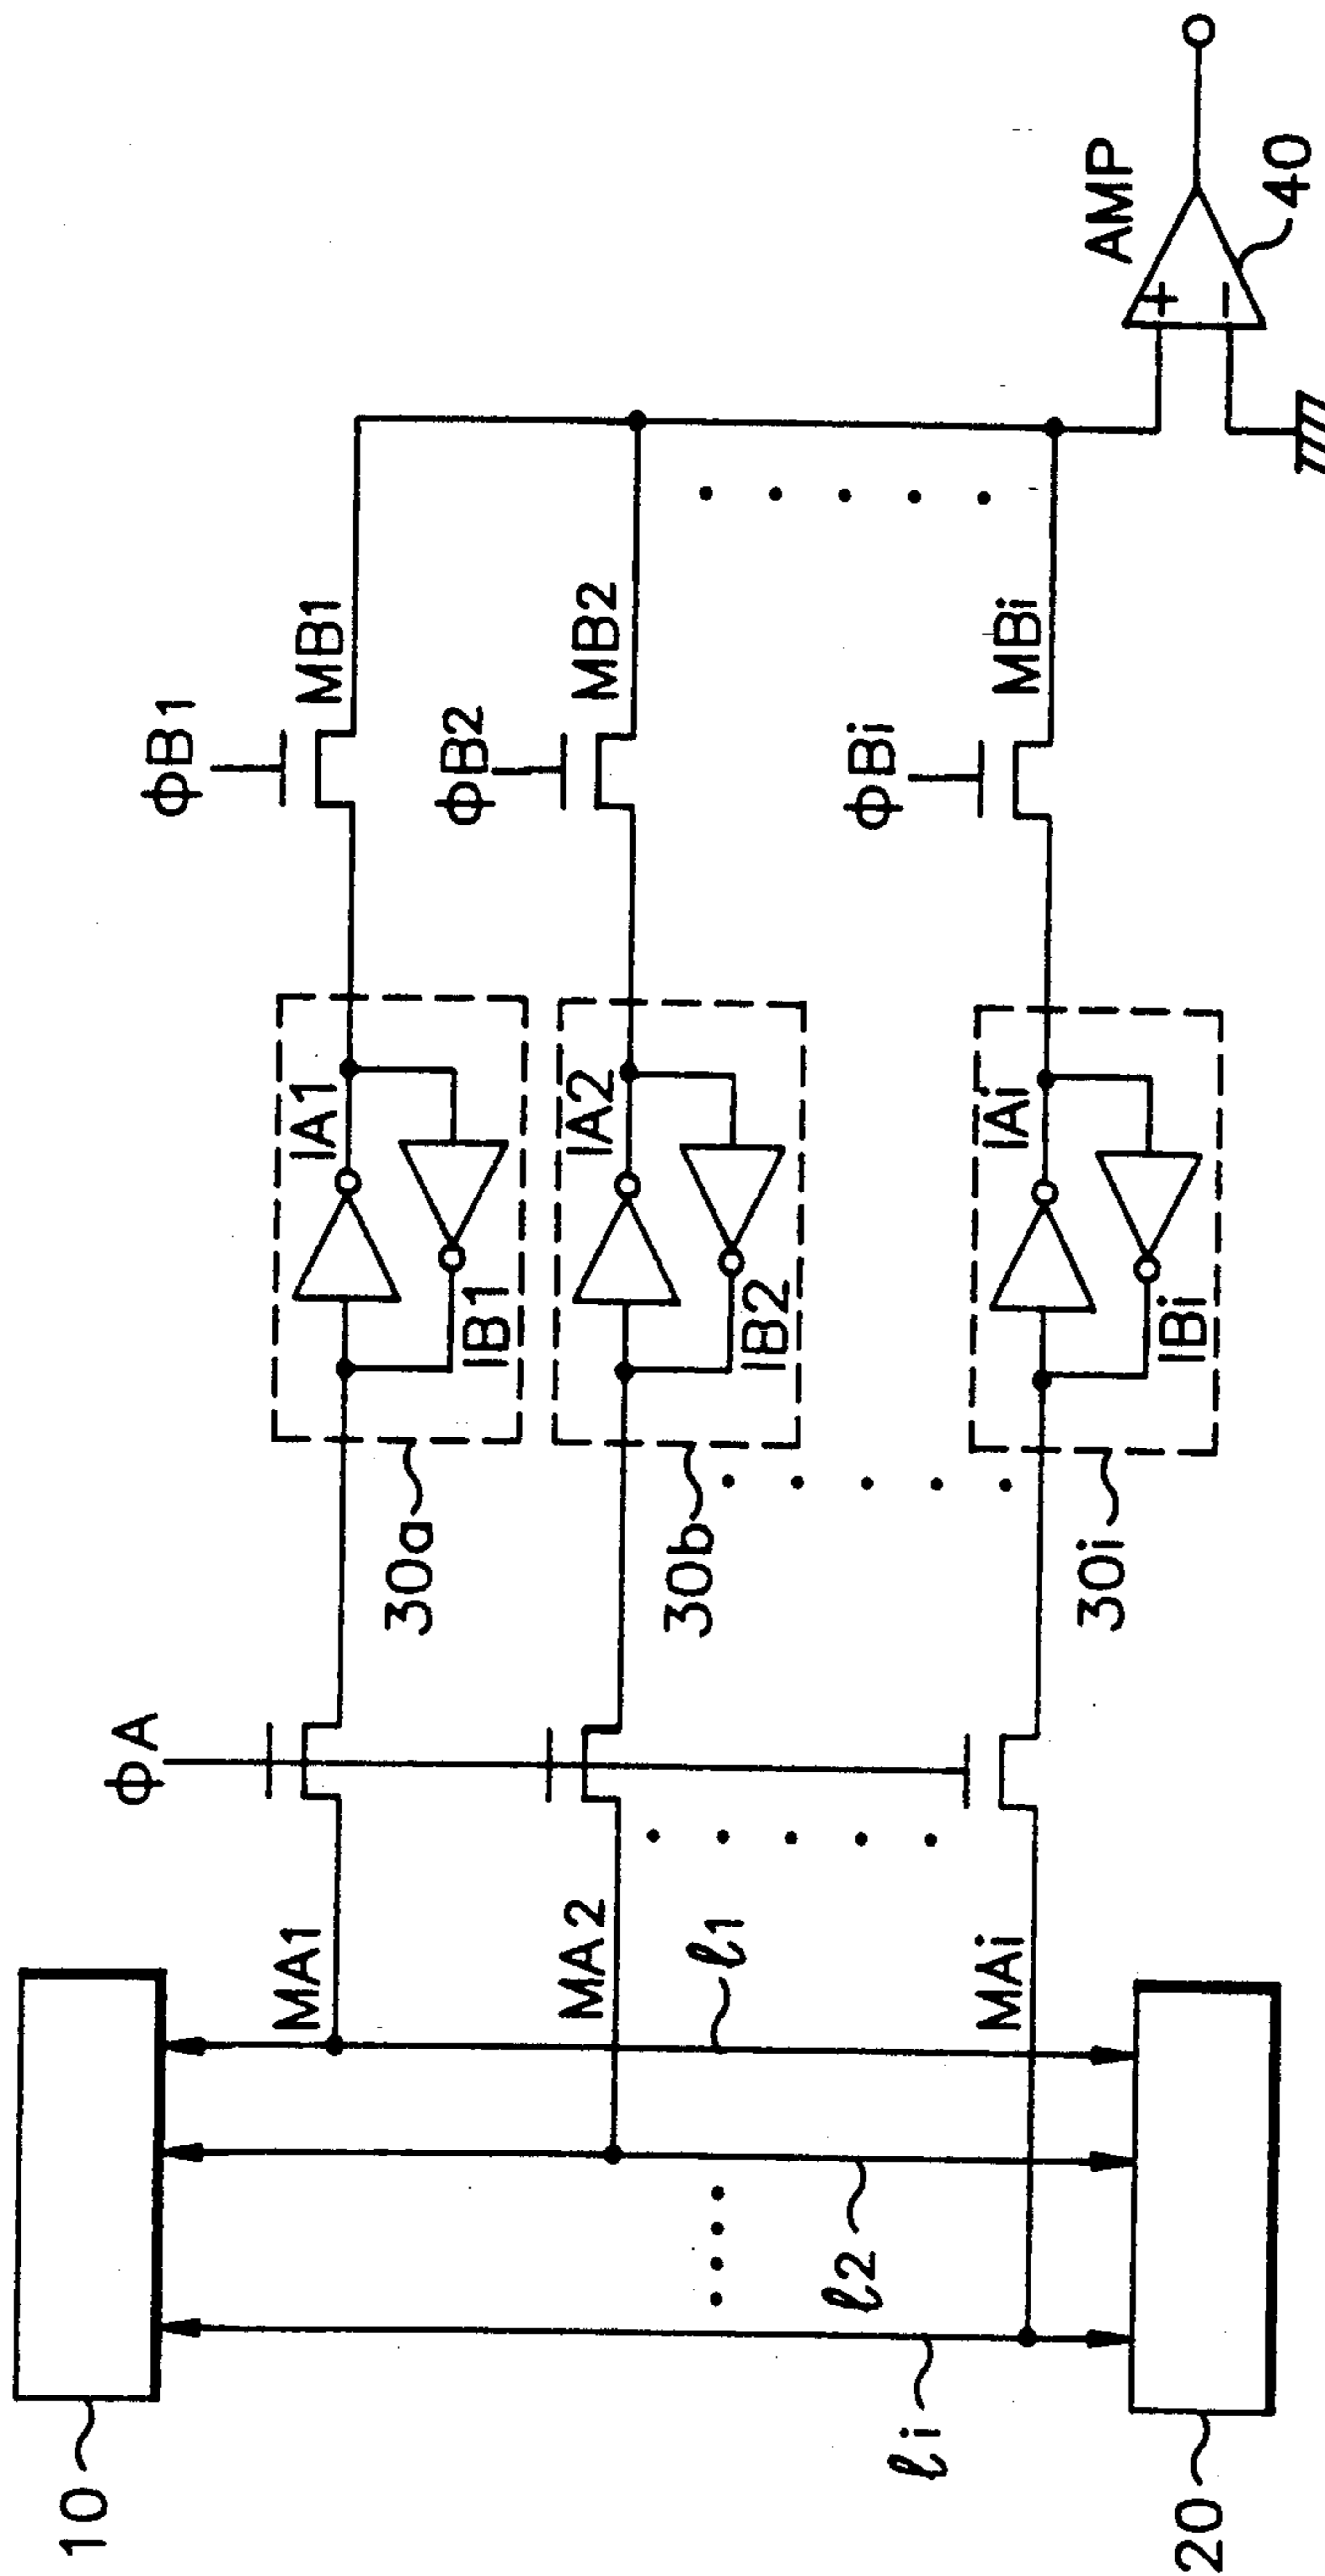 10
20
ℓ1
ℓ2
ℓi
MA1
MA2
MAi
ΦA
30a
30b
30i
IA1
IB1
IA2
IB2
IAi
IBi
ΦB1
ΦB2
ΦBi
MB1
MB2
MBi
AMP
+
−
40